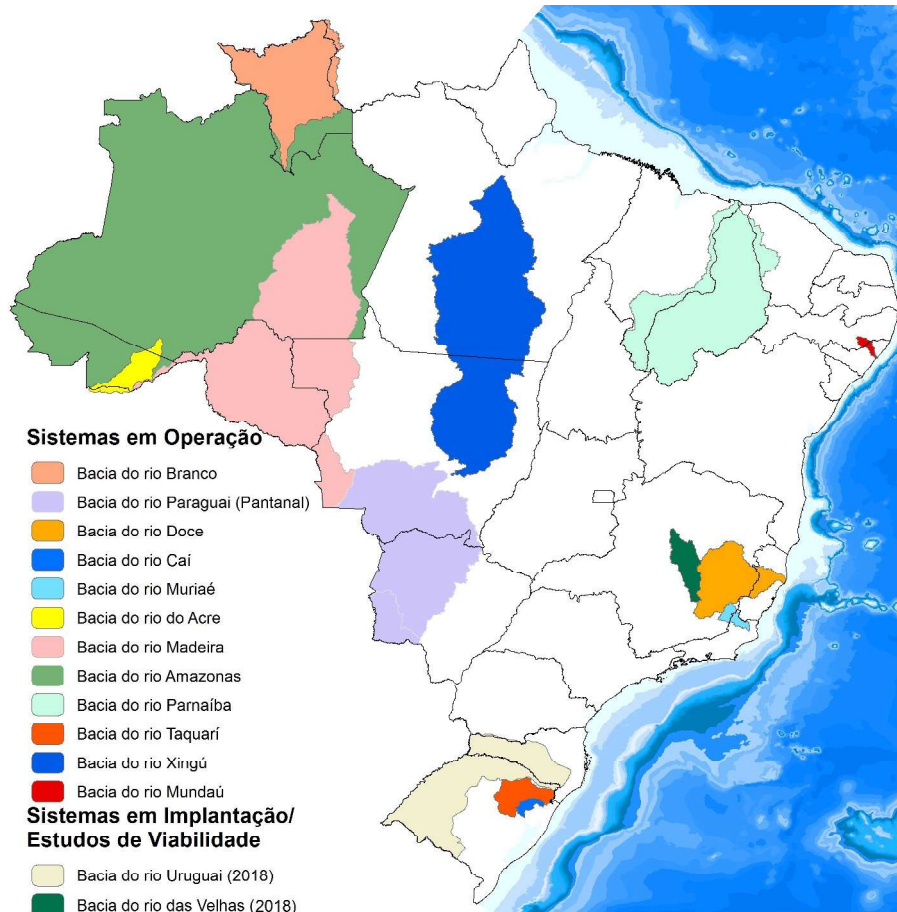 Sistemas em Operação
Bacia do rio Branco
Bacia do rio Paraguai (Pantanal)
Bacia do rio Doce
Bacia do rio Caí
Bacia do rio Muriaé
Bacia do rio do Acre
Bacia do rio Madeira
Bacia do rio Amazonas
Bacia do rio Parnaíba
Bacia do rio Taquarí
Bacia do rio Xingú
Bacia do rio Mundaú
Sistemas em Implantação/
Estudos de Viabilidade
Bacia do rio Uruguai (2018)
Bacia do rio das Velhas (2018)